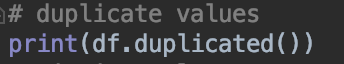 # duplicate values
print(df.duplicated())